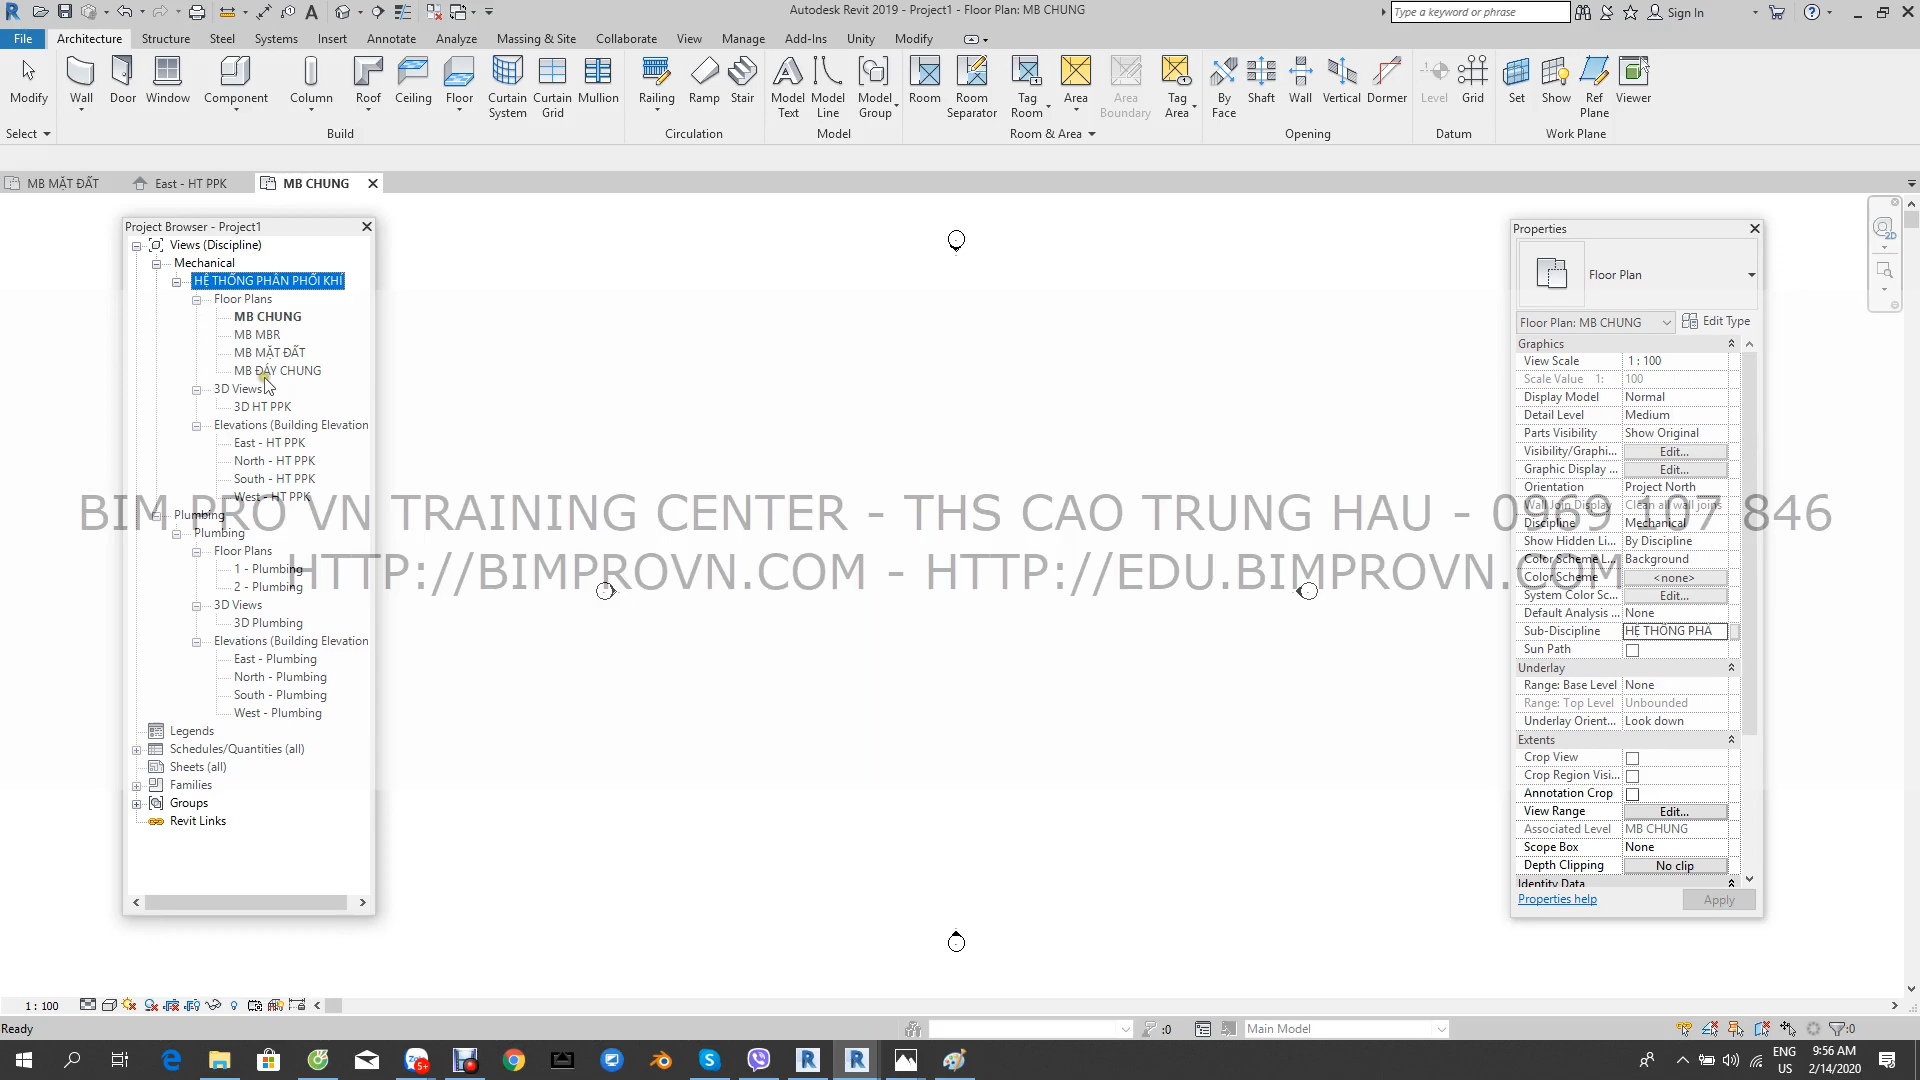 Autodesk Revit 2019 - Project1 - Floor Plan: MB CHUNG
Type a keyword or phrase
Sign In
File Architecture Structure Steel Systems Insert Annotate Analyze Massing & Site Collaborate View Manage Add-Ins Unity Modify
Modify Wall Door Window Component Column Roof Ceiling Floor Curtain System Curtain Grid Mullion Railing Ramp Stair Model Text Model Line Model Group Room Room Separator Tag Room Area Area Boundary Tag Area By Face Shaft Wall Vertical Dormer Level Grid Set Show Ref Plane Viewer
Select Build Circulation Model Room & Area Opening Datum Work Plane
MB MẶT ĐẤT East - HT PPK MB CHUNG
Project Browser - Project1
Views (Discipline)
Mechanical
HỆ THỐNG PHÂN PHỐI KHÍ
Floor Plans
MB CHUNG
MB MBR
MB MẶT ĐẤT
MB ĐÁY CHUNG
3D Views
3D HT PPK
Elevations (Building Elevation
East - HT PPK
North - HT PPK
South - HT PPK
West - HT PPK
Plumbing
Plumbing
Floor Plans
1 - Plumbing
2 - Plumbing
3D Views
3D Plumbing
Elevations (Building Elevation
East - Plumbing
North - Plumbing
South - Plumbing
West - Plumbing
Legends
Schedules/Quantities (all)
Sheets (all)
Families
Groups
Revit Links
BIM PRO VN TRAINING CENTER - THS CAO TRUNG HAU - 0969 107 846
HTTP://BIMPROVN.COM - HTTP://EDU.BIMPROVN.COM
Properties
Floor Plan
Floor Plan: MB CHUNG Edit Type
Graphics
View Scale 1 : 100
Scale Value 1: 100
Display Model Normal
Detail Level Medium
Parts Visibility Show Original
Visibility/Graphi... Edit...
Graphic Display ... Edit...
Orientation Project North
Wall Join Display Clean all wall joins
Discipline Mechanical
Show Hidden Li... By Discipline
Color Scheme L... Background
Color Scheme <none>
System Color Sc... Edit...
Default Analysis ... None
Sub-Discipline HỆ THỐNG PHÂ
Sun Path
Underlay
Range: Base Level None
Range: Top Level Unbounded
Underlay Orient... Look down
Extents
Crop View
Crop Region Visi...
Annotation Crop
View Range Edit...
Associated Level MB CHUNG
Scope Box None
Depth Clipping No clip
Identity Data
Properties help Apply
1 : 100
Ready
:0
Main Model
:0
ENG
US
9:56 AM
2/14/2020